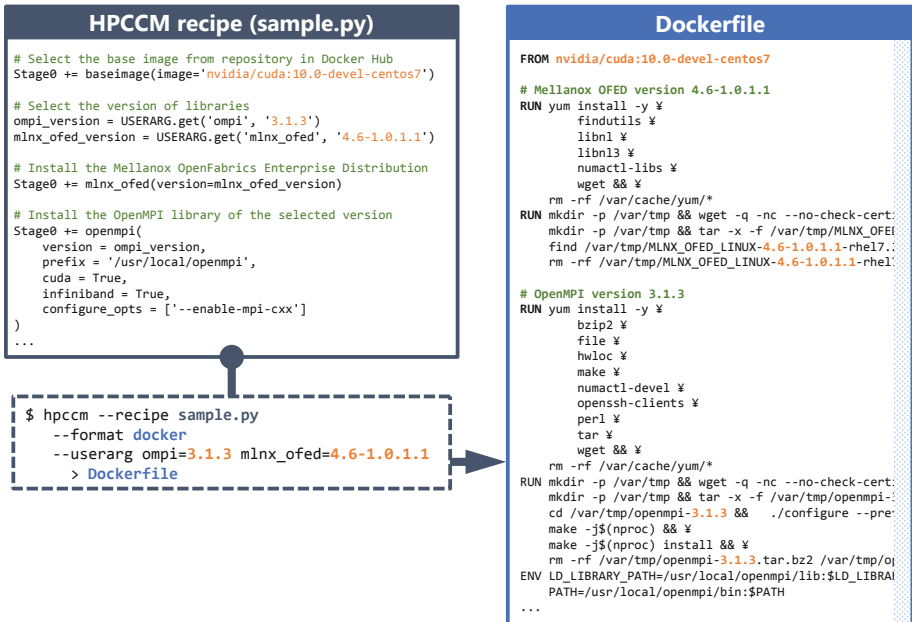 HPCCM recipe (sample.py)
# Select the base image from repository in Docker Hub
Stage0 += baseimage(image='nvidia/cuda:10.0-devel-centos7')
# Select the version of libraries
ompi_version = USERARG.get('ompi', '3.1.3')
mlnx_ofed_version = USERARG.get('mlnx_ofed', '4.6-1.0.1.1')
# Install the Mellanox OpenFabrics Enterprise Distribution
Stage0 += mlnx_ofed(version=mlnx_ofed_version)
# Install the OpenMPI library of the selected version
Stage0 += openmpi(
    version = ompi_version,
    prefix = '/usr/local/openmpi',
    cuda = True,
    infiniband = True,
    configure_opts = ['--enable-mpi-cxx']
)
...
$ hpccm --recipe sample.py
   --format docker
   --userarg ompi=3.1.3 mlnx_ofed=4.6-1.0.1.1
     > Dockerfile
Dockerfile
FROM nvidia/cuda:10.0-devel-centos7
# Mellanox OFED version 4.6-1.0.1.1
RUN yum install -y ¥
        findutils ¥
        libnl ¥
        libnl3 ¥
        numactl-libs ¥
        wget && ¥
    rm -rf /var/cache/yum/*
RUN mkdir -p /var/tmp && wget -q -nc --no-check-certi
    mkdir -p /var/tmp && tar -x -f /var/tmp/MLNX_OFED
    find /var/tmp/MLNX_OFED_LINUX-4.6-1.0.1.1-rhel7.
    rm -rf /var/tmp/MLNX_OFED_LINUX-4.6-1.0.1.1-rhel
# OpenMPI version 3.1.3
RUN yum install -y ¥
        bzip2 ¥
        file ¥
        hwloc ¥
        make ¥
        numactl-devel ¥
        openssh-clients ¥
        perl ¥
        tar ¥
        wget && ¥
    rm -rf /var/cache/yum/*
RUN mkdir -p /var/tmp && wget -q -nc --no-check-certi
    mkdir -p /var/tmp && tar -x -f /var/tmp/openmpi-
    cd /var/tmp/openmpi-3.1.3 &&   ./configure --pre
    make -j$(nproc) && ¥
    make -j$(nproc) install && ¥
    rm -rf /var/tmp/openmpi-3.1.3.tar.bz2 /var/tmp/o
ENV LD_LIBRARY_PATH=/usr/local/openmpi/lib:$LD_LIBRA
    PATH=/usr/local/openmpi/bin:$PATH
...